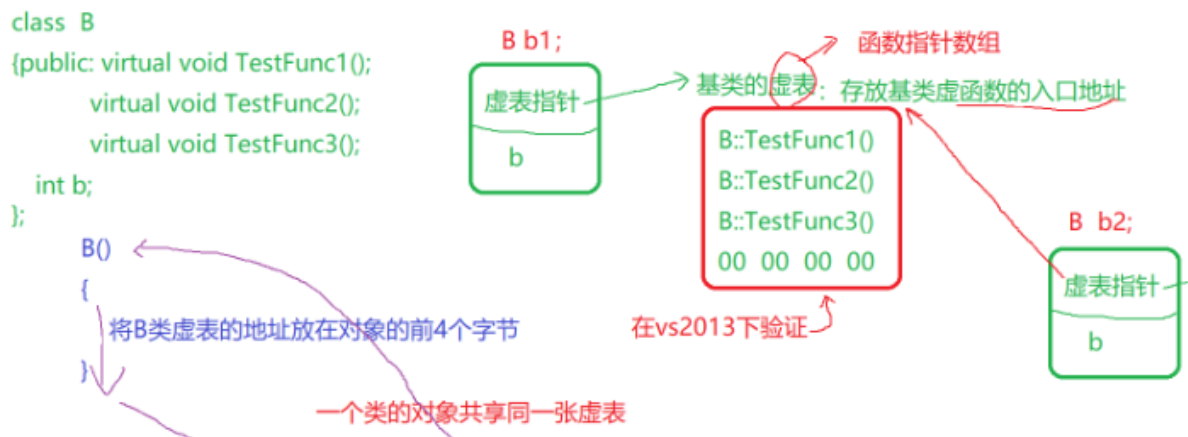 class B
{public: virtual void TestFunc1();
virtual void TestFunc2();
virtual void TestFunc3();
int b;
};
B()
{
将B类虚表的地址放在对象的前4个字节
}
一个类的对象共享同一张虚表
B b1;
虚表指针
b
函数指针数组
基类的虚表：存放基类虚函数的入口地址
B::TestFunc1()
B::TestFunc2()
B::TestFunc3()
00 00 00 00
在vs2013下验证
B b2;
虚表指针
b